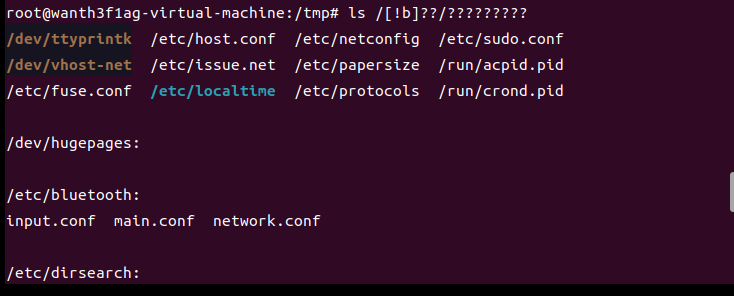 root@wanth3f1ag-virtual-machine:/tmp# ls /[!b]??/?????????
/dev/ttyprintk  /etc/host.conf  /etc/netconfig  /etc/sudo.conf
/dev/vhost-net  /etc/issue.net  /etc/papersize  /run/acpid.pid
/etc/fuse.conf  /etc/localtime  /etc/protocols  /run/crond.pid
/dev/hugepages:
/etc/bluetooth:
input.conf  main.conf  network.conf
/etc/dirsearch: